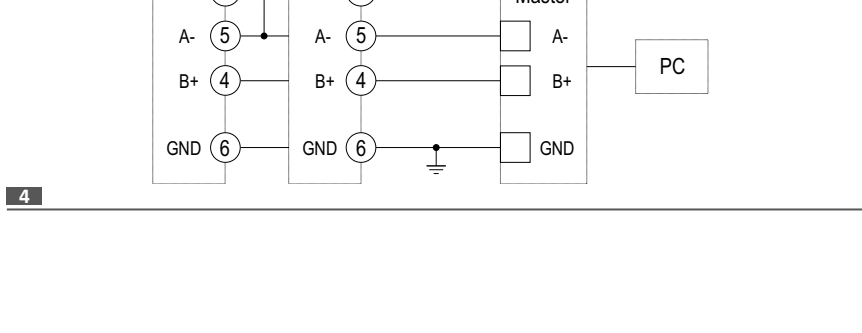 Master
A- 5 A- 5 A-
B+ 4 B+ 4 B+
PC
GND 6 GND 6 GND
4